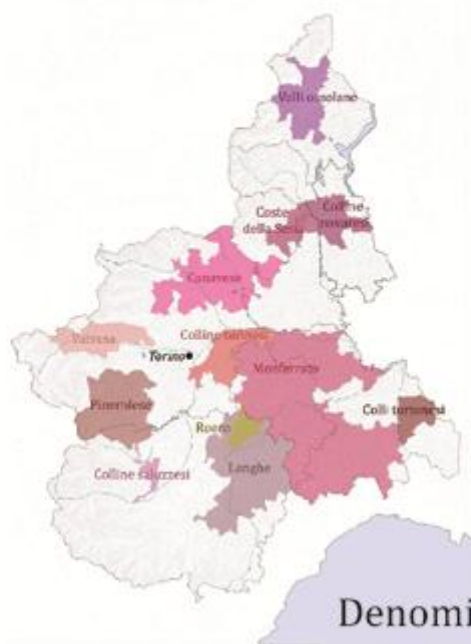 Valli ossolane
Coste
della Sesia
Colline
novaresi
Canavese
Valsusa
Torino
Colline torinesi
Monferrato
Pinerolese
Colli tortonesi
Roero
Langhe
Colline saluzzesi
Denomi